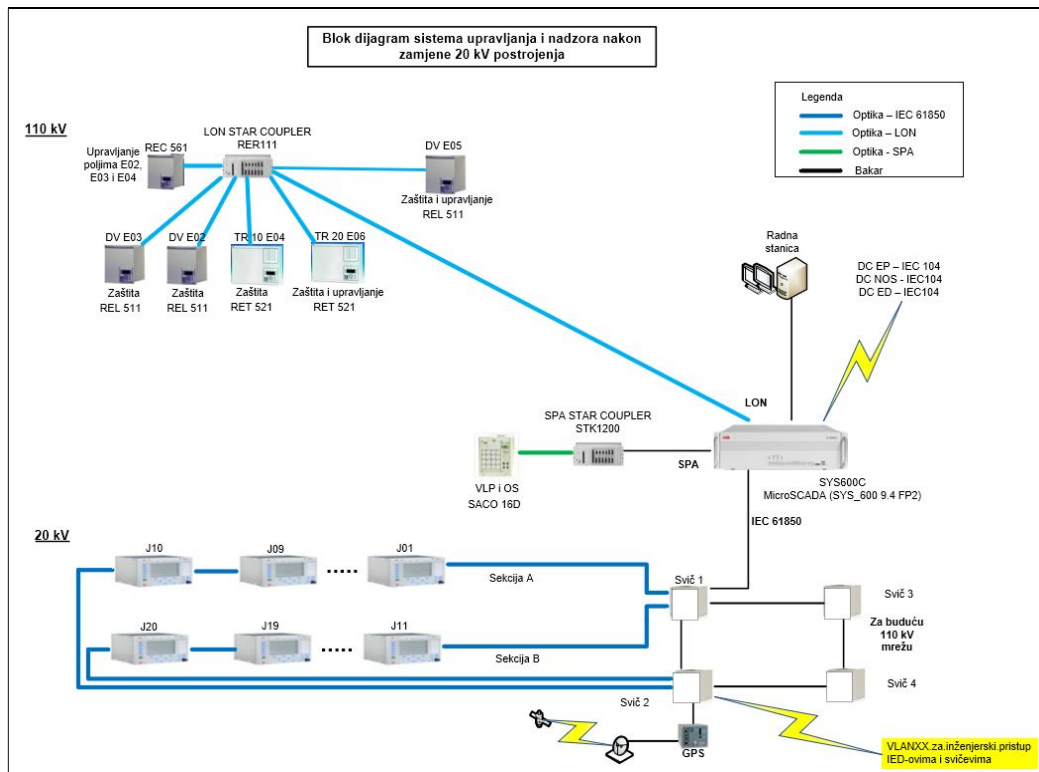 Blok dijagram sistema upravljanja i nadzora nakon
zamjene 20 kV postrojenja
Legenda
Optika – IEC 61850
Optika – LON
Optika - SPA
Bakar
110 kV
LON STAR COUPLER
RER111
REC 561
Upravljanje
poljima E02,
E03 i E04
DV E05
Zaštita i upravljanje
REL 511
DV E03
Zaštita
REL 511
DV E02
Zaštita
REL 511
TR 10 E04
Zaštita
RET 521
TR 20 E06
Zaštita i upravljanje
RET 521
Radna
stanica
DC EP – IEC 104
DC NOS - IEC104
DC ED – IEC104
LON
SPA STAR COUPLER
STK1200
SPA
VLP i OS
SACO 16D
SYS600C
MicroSCADA (SYS_600 9.4 FP2)
IEC 61850
20 kV
J10
J09
J01
Sekcija A
Svič 1
Svič 3
Za buduću
110 kV
mrežu
J20
J19
J11
Sekcija B
Svič 2
Svič 4
GPS
VLANXX.za.inženjerski.pristup
IED-ovima i svičevima